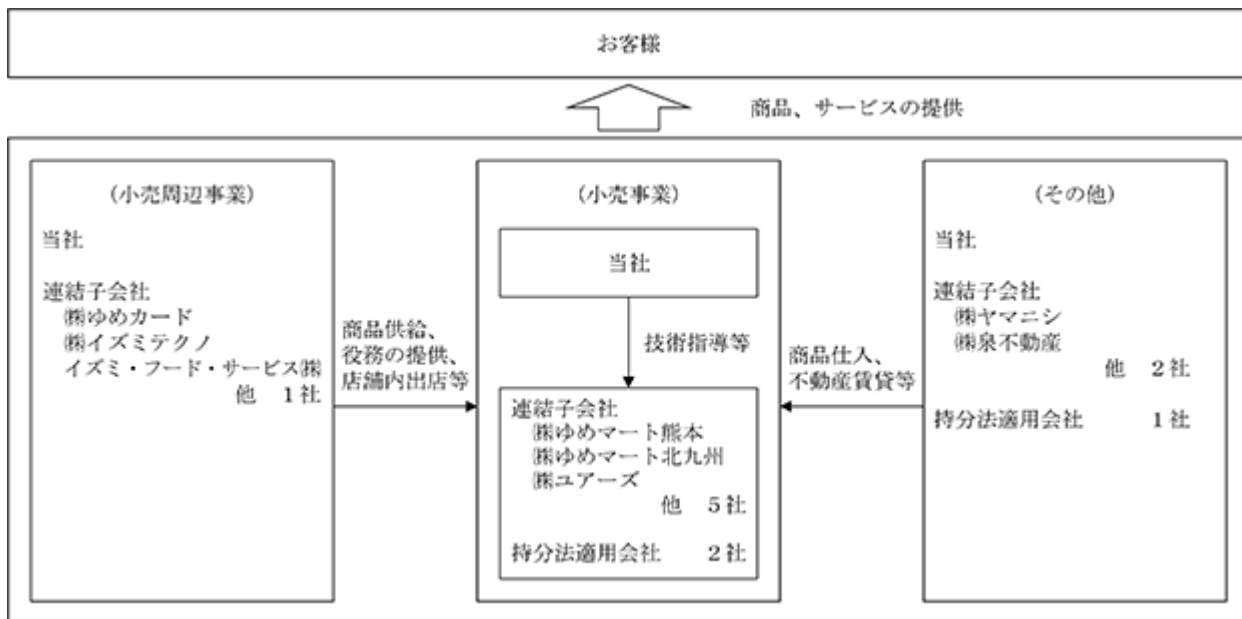 お客様
商品、サービスの提供
(小売周辺事業)
当社
連結子会社
㈱ゆめカード
㈱イズミテクノ
イズミ・フード・サービス㈱
他 1社
商品供給、
役務の提供、
店舗内出店等
(小売事業)
当社
技術指導等
連結子会社
㈱ゆめマート熊本
㈱ゆめマート北九州
㈱ユアーズ
他 5社
持分法適用会社 2社
商品仕入、
不動産賃貸等
(その他)
当社
連結子会社
㈱ヤマニシ
㈱泉不動産
他 2社
持分法適用会社 1社